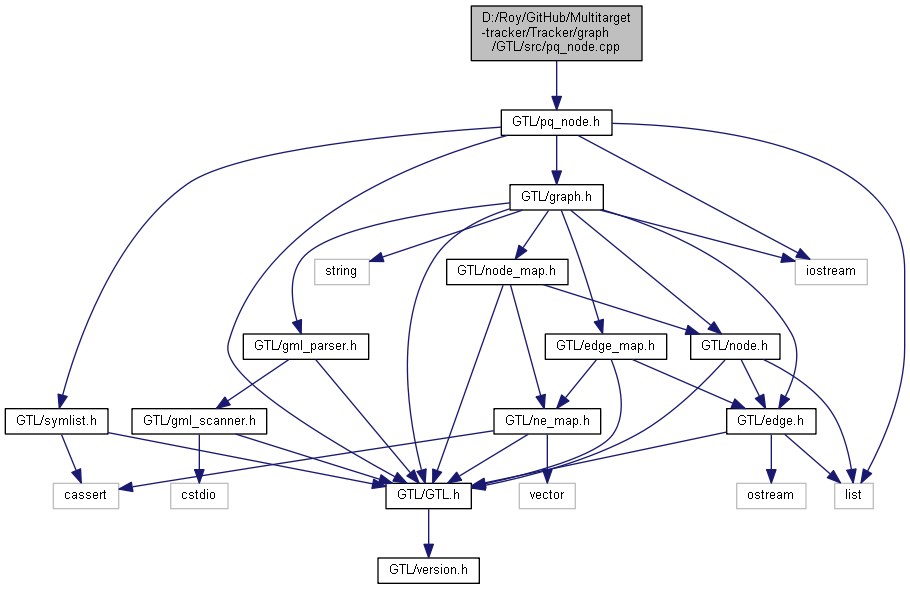 D:/Roy/GitHub/Multitarget
-tracker/Tracker/graph
/GTL/src/pq_node.cpp
GTL/pq_node.h
GTL/graph.h
string
GTL/node_map.h
iostream
GTL/gml_parser.h
GTL/edge_map.h
GTL/node.h
GTL/symlist.h
GTL/gml_scanner.h
GTL/ne_map.h
GTL/edge.h
cassert
cstdio
GTL/GTL.h
vector
ostream
list
GTL/version.h